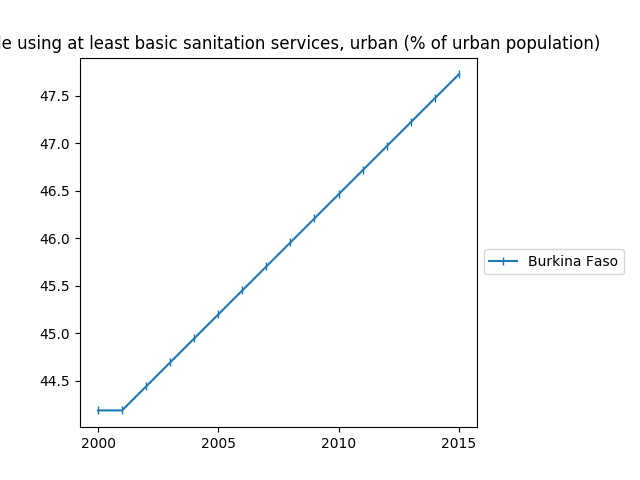 using at least basic sanitation services, urban (% of urban population)
47.5
47.0
46.5
46.0
45.5
45.0
44.5
2000 2005 2010 2015
Burkina Faso